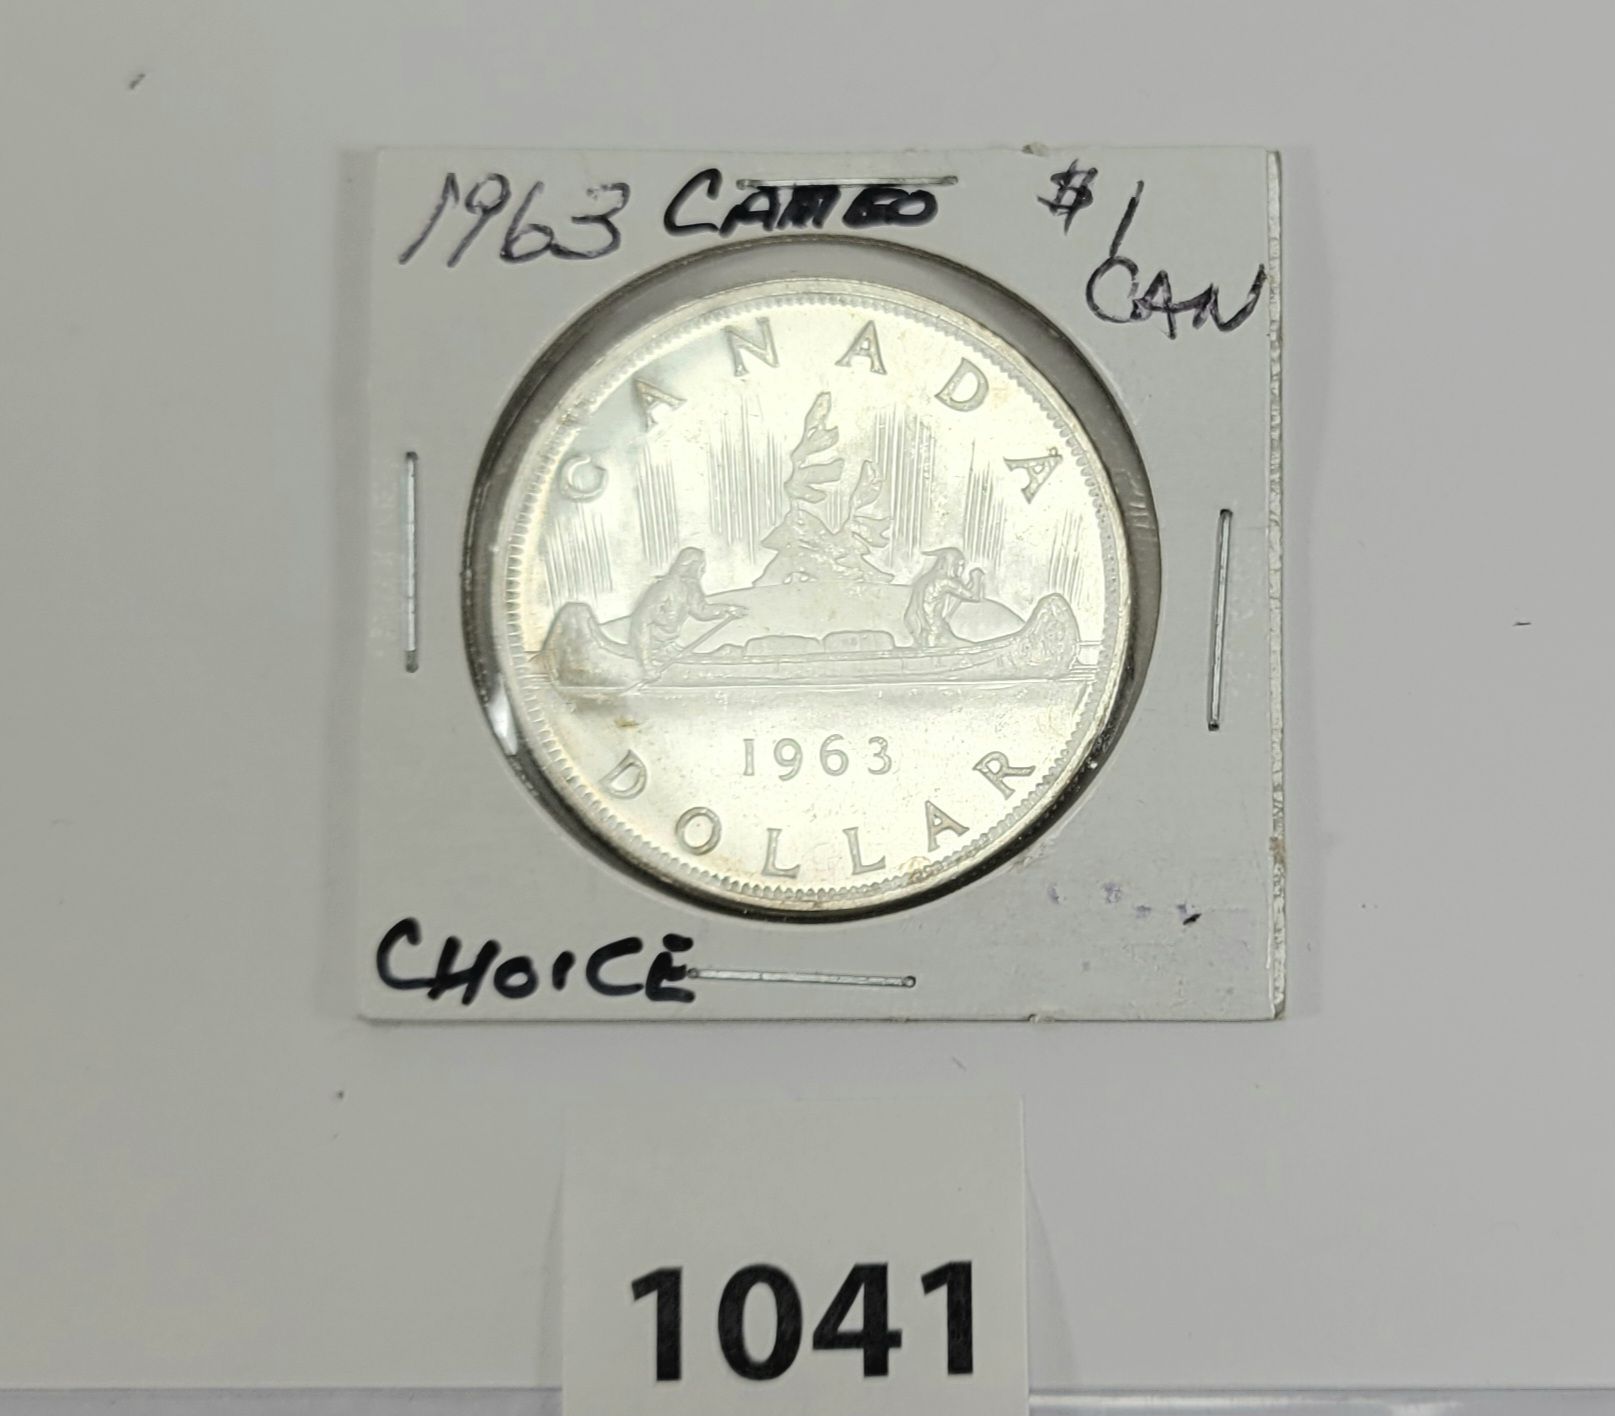 1963 CAMEO $1
CAN
CANADA
1963
DOLLAR
CHOICE
1041